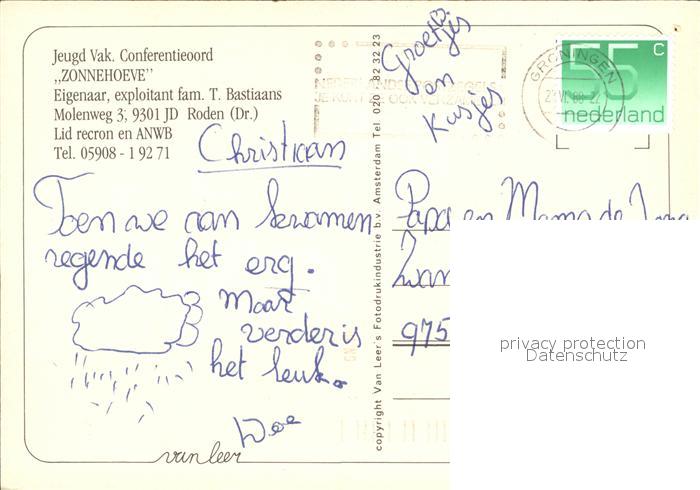 Jeugd Vak. Conferentieoord
„ZONNEHOEVE”
Eigenaar, exploitant fam. T. Bastiaans
Molenweg 3, 9301 JD Roden (Dr.)
Lid recron en ANWB
Tel. 05908 - 1 92 71
Christiaan
Toen we aan kwamen
regende het erg.
Maar
verder is
het leuk.
Doe
van leer
copyright Van Leer's Fotodrukindustrie b.v. Amsterdam Tel 020 - 82 32 23
Groetjes
en
Kusjes
GRONINGEN
55 c
nederland
Papa en Mama de
975
privacy protection
Datenschutz